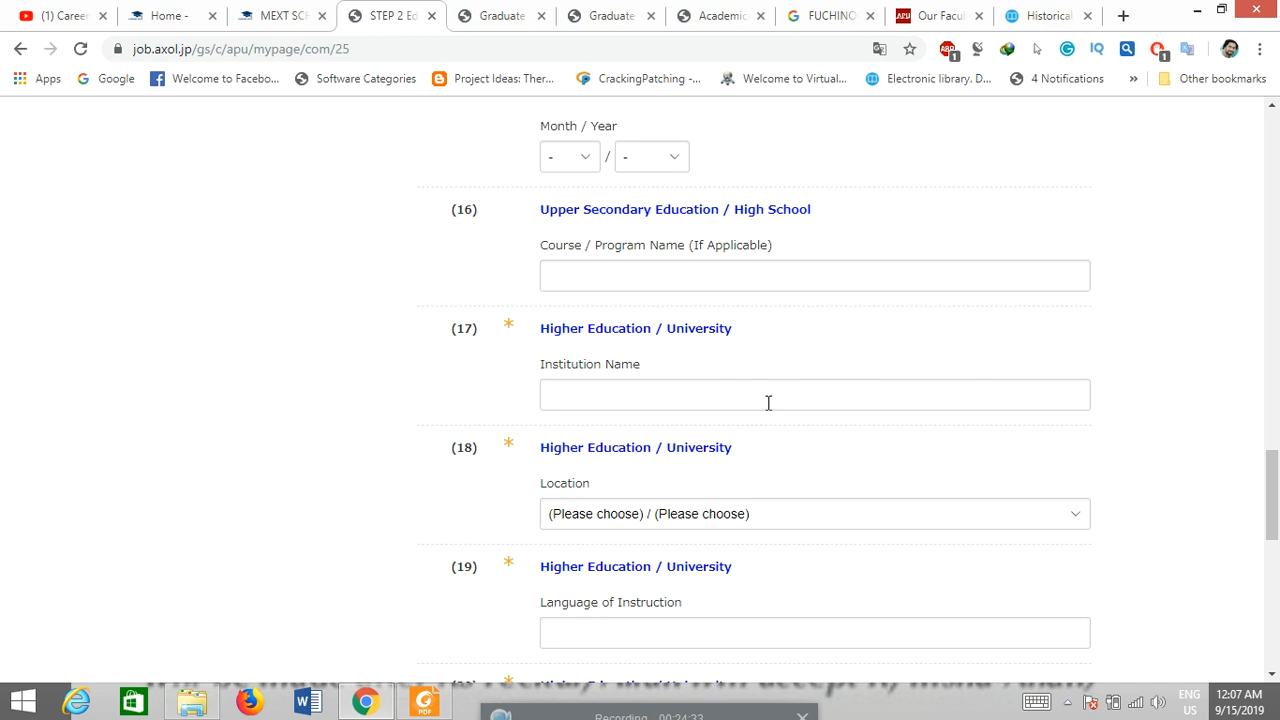 (1) Career
Home -
MEXT SCH
STEP 2 Ed
Graduate
Graduate
Academic
FUCHINO
Our Facul
Historical
job.axol.jp/gs/c/apu/mypage/com/25
Apps
Google
Welcome to Facebo...
Software Categories
Project Ideas: Ther...
CrackingPatching -...
Welcome to Virtual...
Electronic library. D...
4 Notifications
»
Other bookmarks
Month / Year
- / -
(16) Upper Secondary Education / High School
Course / Program Name (If Applicable)
(17) * Higher Education / University
Institution Name
(18) * Higher Education / University
Location
(Please choose) / (Please choose)
(19) * Higher Education / University
Language of Instruction
ENG 12:07 AM
US 9/15/2019
Recording 00:24:33